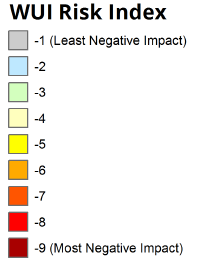 WUI Risk Index
-1 (Least Negative Impact)
-2
-3
-4
-5
-6
-7
-8
-9 (Most Negative Impact)